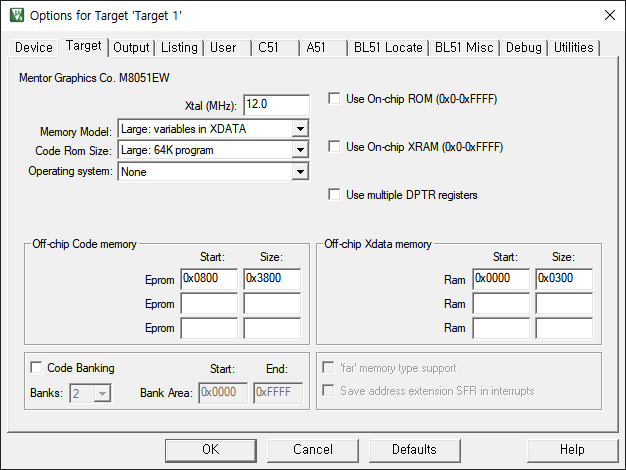 Options for Target 'Target 1'
Device Target Output Listing User C51 A51 BL51 Locate BL51 Misc Debug Utilities
Mentor Graphics Co. M8051EW
Xtal (MHz): 12.0
Memory Model: Large: variables in XDATA
Code Rom Size: Large: 64K program
Operating system: None
Use On-chip ROM (0x0-0xFFFF)
Use On-chip XRAM (0x0-0xFFFF)
Use multiple DPTR registers
Off-chip Code memory
Start: Size:
Eprom 0x0800 0x3800
Eprom
Eprom
Off-chip Xdata memory
Start: Size:
Ram 0x0000 0x0300
Ram
Ram
Code Banking Start: End:
Banks: 2 Bank Area: 0x0000 0xFFFF
'far' memory type support
Save address extension SFR in interrupts
OK Cancel Defaults Help